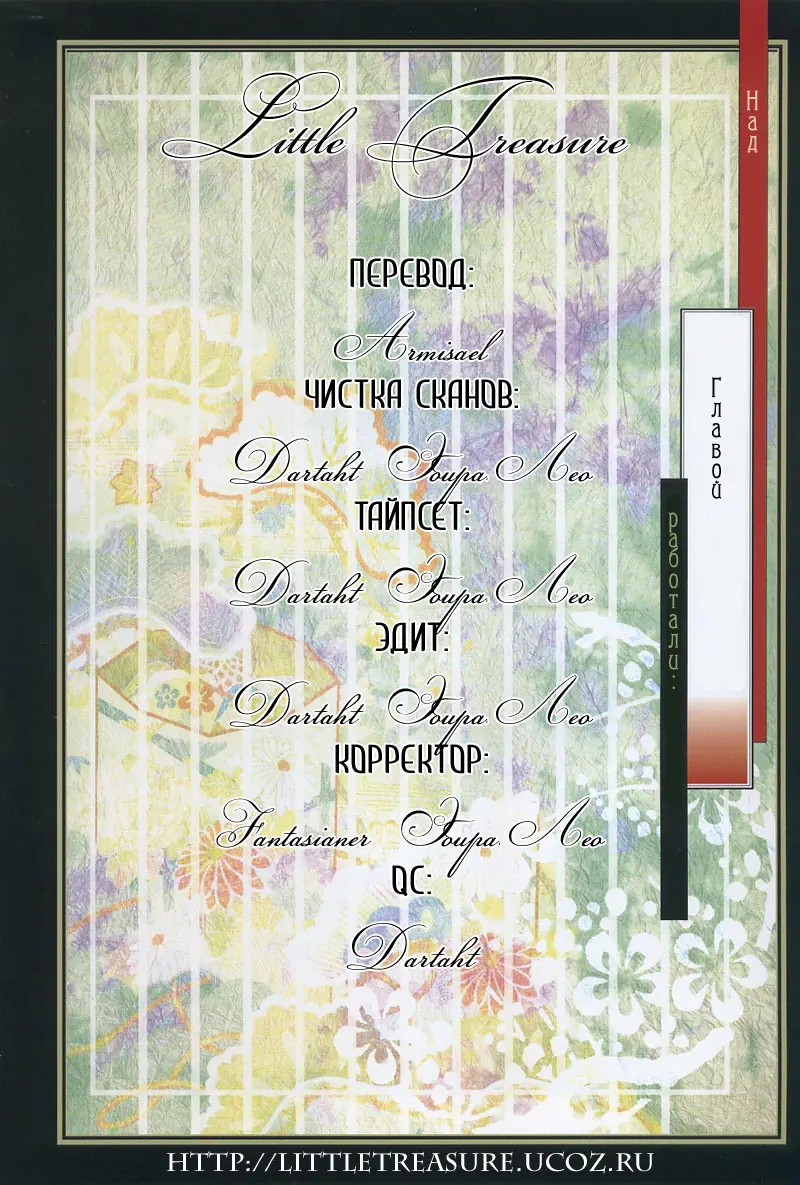 Little Treasure
Над
Главой
работали:
ПЕРЕВОД:
Armisael
ЧИСТКА СКАНОВ:
Dartaht Эоира Лео
ТАЙПСЕТ:
Dartaht Эоира Лео
ЭДИТ:
Dartaht Эоира Лео
КОРРЕКТОР:
Fantasianer Эоира Лео
QC:
Dartaht
HTTP://LITTLETREASURE.UCOZ.RU